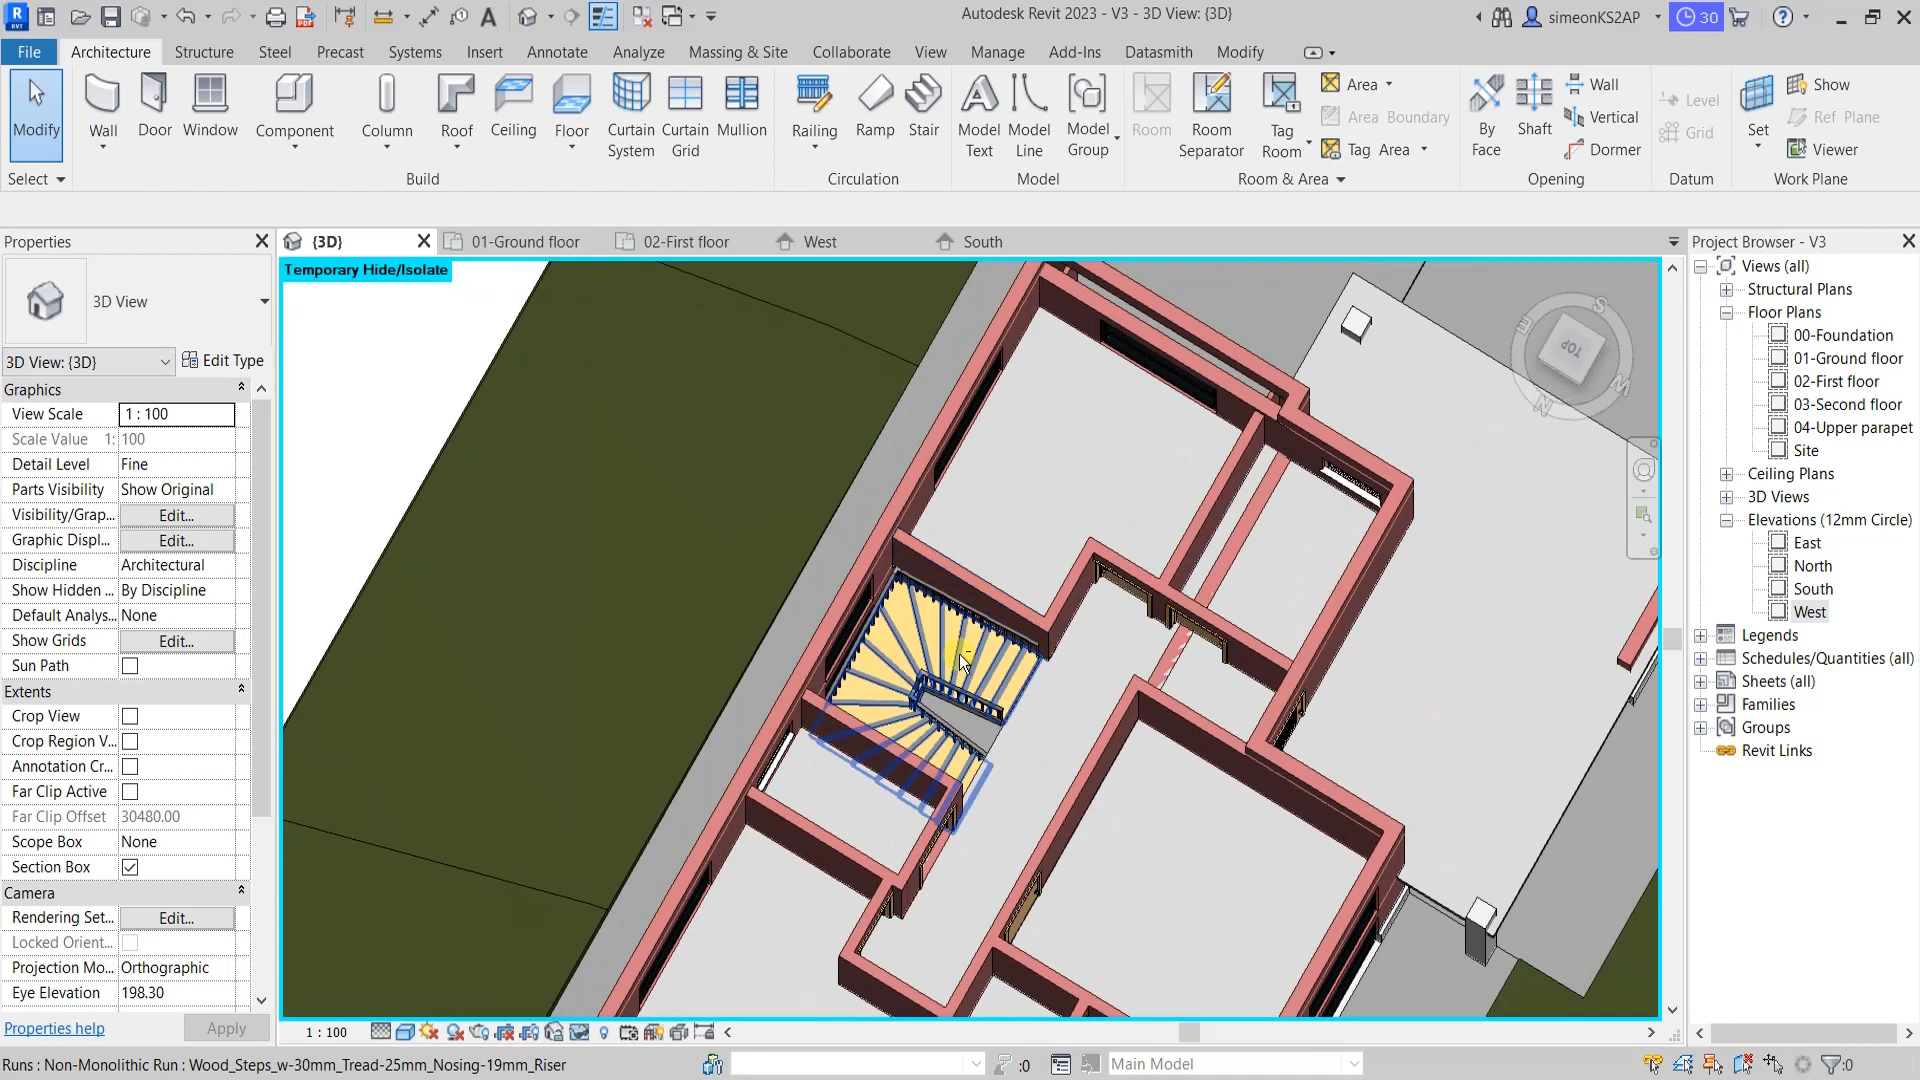 Autodesk Revit 2023 - V3 - 3D View: {3D}
simeonKS2AP
30
File Architecture Structure Steel Precast Systems Insert Annotate Analyze Massing & Site Collaborate View Manage Add-Ins Datasmith Modify
Modify
Wall
Door
Window
Component
Column
Roof
Ceiling
Floor
Curtain System
Curtain Grid
Mullion
Railing
Ramp
Stair
Model Text
Model Line
Model Group
Room
Room Separator
Tag Room
Area
Area Boundary
Tag Area
By Face
Shaft
Wall
Vertical
Dormer
Level
Grid
Set
Show
Ref Plane
Viewer
Select Build Circulation Model Room & Area Opening Datum Work Plane
Properties
{3D} 01-Ground floor 02-First floor West South
Project Browser - V3
Temporary Hide/Isolate
3D View
3D View: {3D} Edit Type
Graphics
View Scale 1 : 100
Scale Value 1: 100
Detail Level Fine
Parts Visibility Show Original
Visibility/Grap... Edit...
Graphic Displ... Edit...
Discipline Architectural
Show Hidden ... By Discipline
Default Analys... None
Show Grids Edit...
Sun Path
Extents
Crop View
Crop Region V...
Annotation Cr...
Far Clip Active
Far Clip Offset 30480.00
Scope Box None
Section Box
Camera
Rendering Set... Edit...
Locked Orient...
Projection Mo... Orthographic
Eye Elevation 198.30
Properties help Apply
TOP
S
E
W
N
Views (all)
Structural Plans
Floor Plans
00-Foundation
01-Ground floor
02-First floor
03-Second floor
04-Upper parapet
Site
Ceiling Plans
3D Views
Elevations (12mm Circle)
East
North
South
West
Legends
Schedules/Quantities (all)
Sheets (all)
Families
Groups
Revit Links
1 : 100
Runs : Non-Monolithic Run : Wood_Steps_w-30mm_Tread-25mm_Nosing-19mm_Riser
:0
Main Model
:0